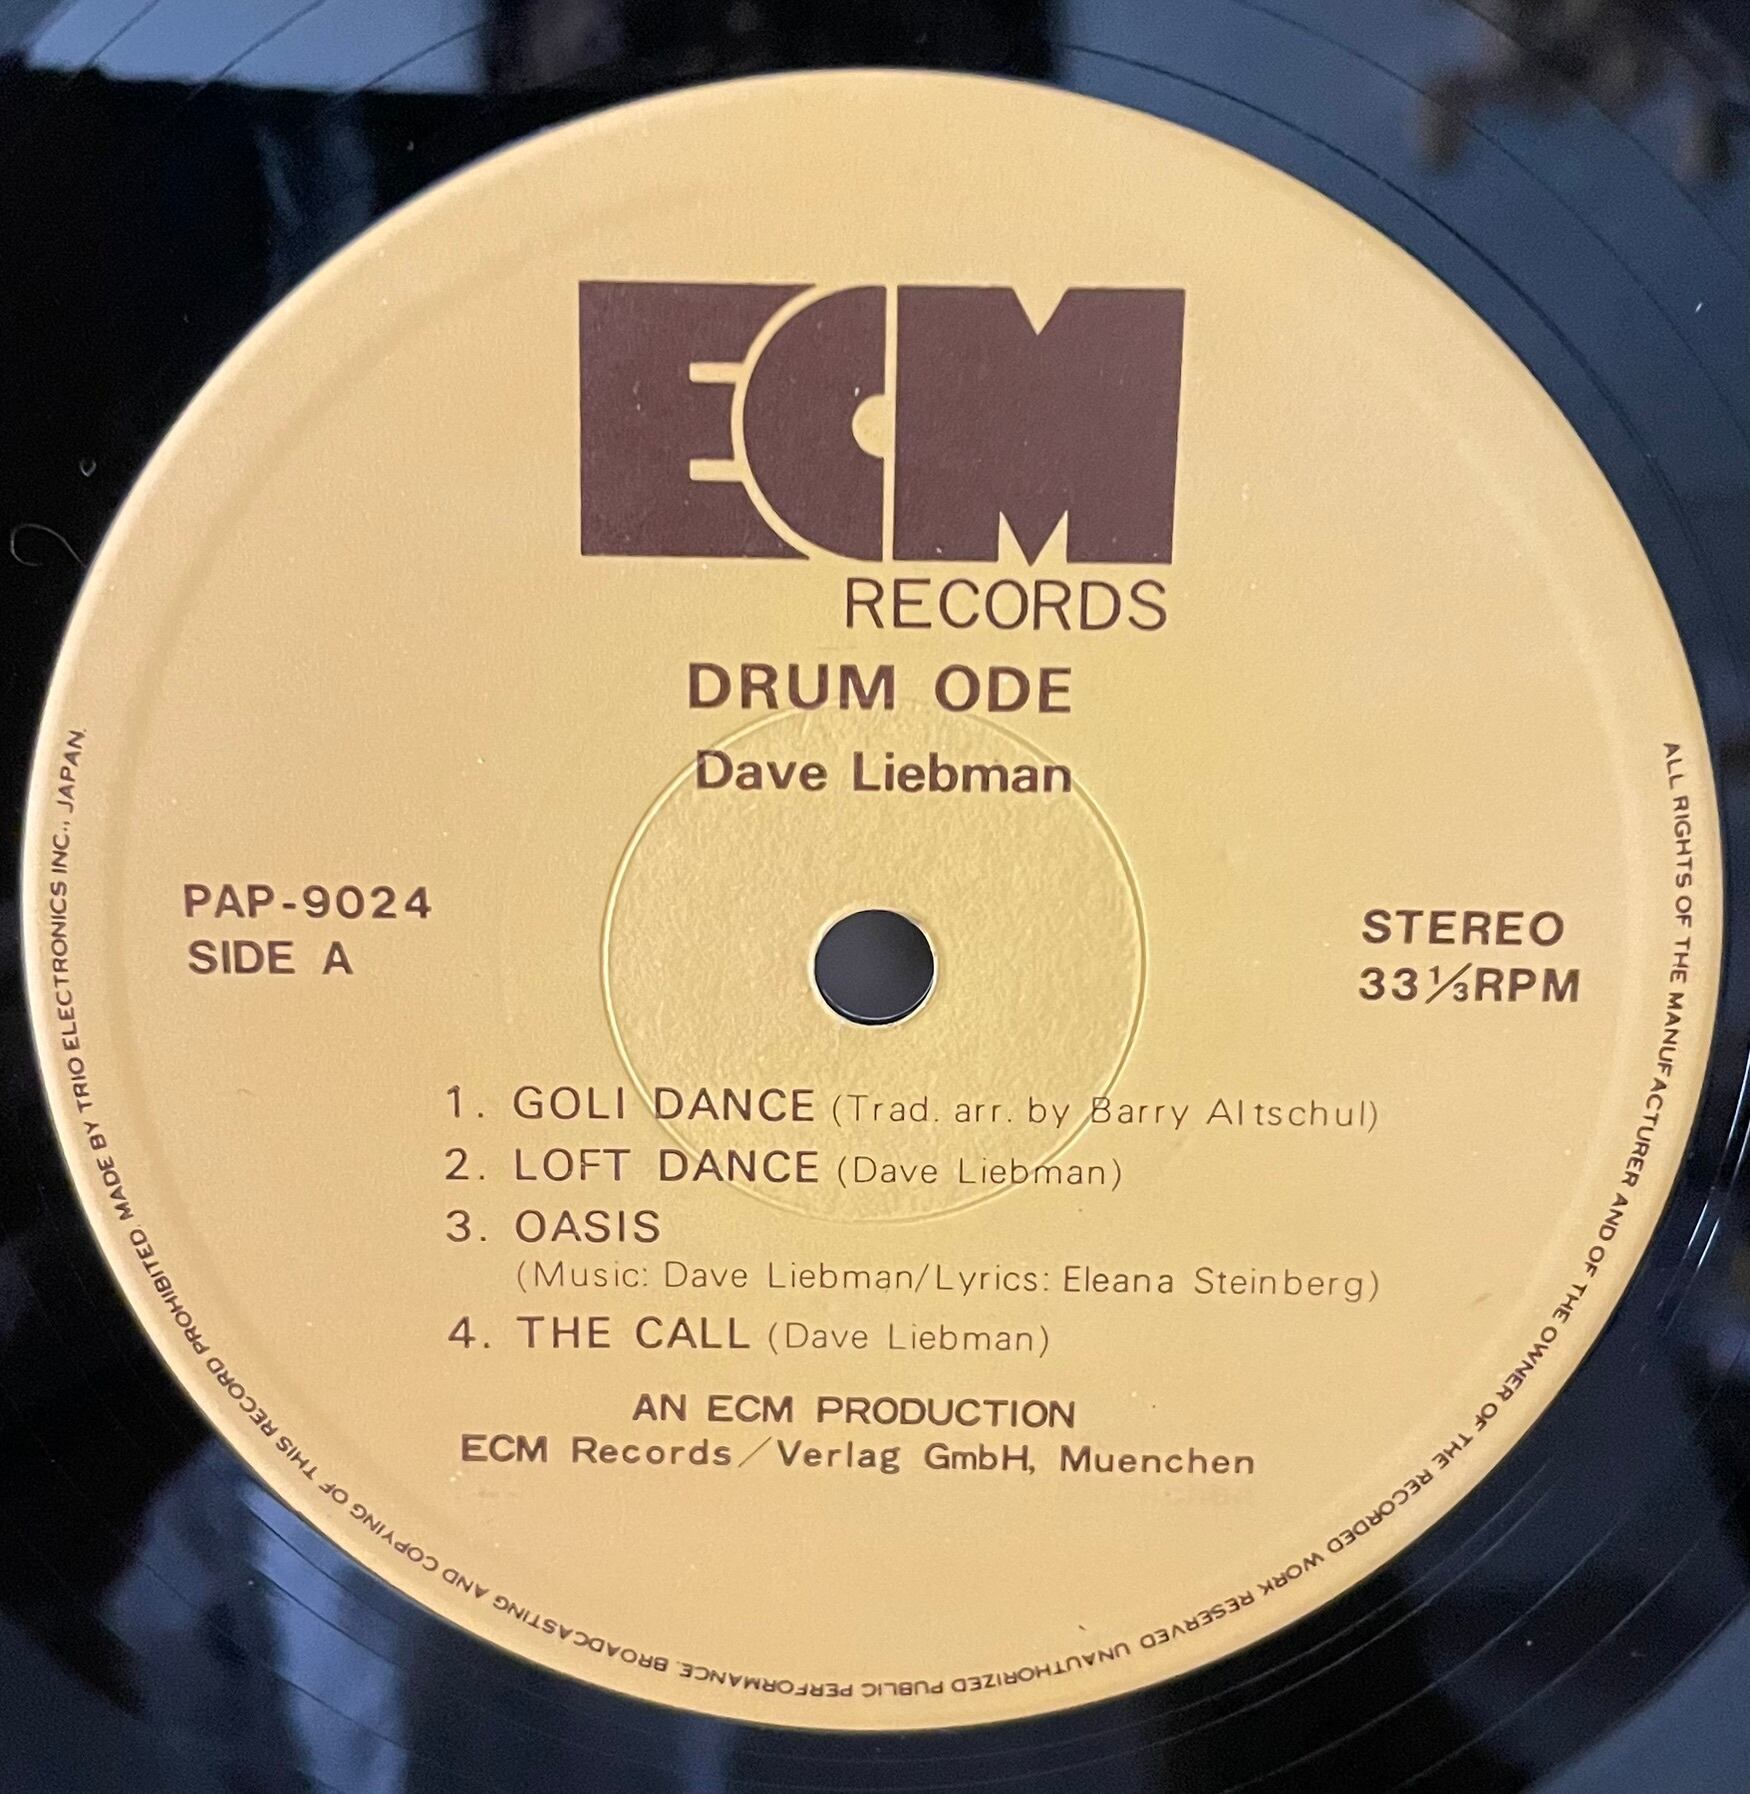 ECM
RECORDS
DRUM ODE
Dave Liebman
PAP-9024
SIDE A
STEREO
33⅓RPM
1. GOLI DANCE (Trad. arr. by Barry Altschul)
2. LOFT DANCE (Dave Liebman)
3. OASIS
(Music: Dave Liebman/Lyrics: Eleana Steinberg)
4. THE CALL (Dave Liebman)
AN ECM PRODUCTION
ECM Records/Verlag GmbH, Muenchen
ALL RIGHTS OF THE MANUFACTURER AND OF THE OWNER OF THE RECORDED WORK RESERVED UNAUTHORIZED PUBLIC PERFORMANCE. BROADCASTING AND COPYING OF THIS RECORD PROHIBITED. MADE BY TRIO ELECTRONICS INC., JAPAN.